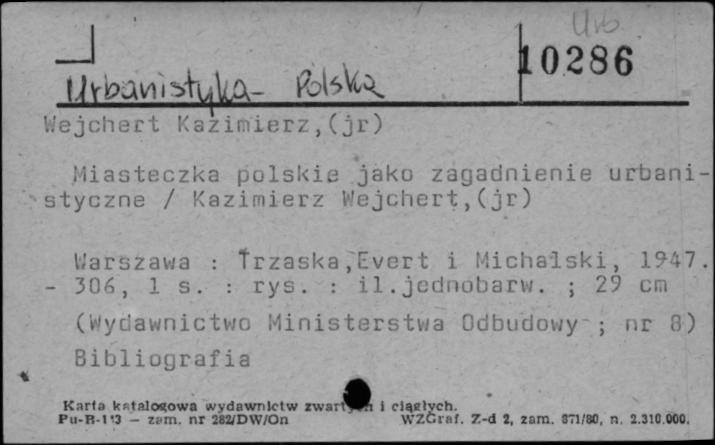 Urb
10286
Urbanistyka - Polska
Wejchert Kazimierz,(jr)
Miasteczka polskie jako zagadnienie urbani-
styczne / Kazimierz Wejchert,(jr)
Warszawa : Trzaska,Evert i Michalski, 1947.
- 306, 1 s. : rys. : il.jednobarw. ; 29 cm
(Wydawnictwo Ministerstwa Odbudowy ; nr 8)
Bibliografia
Karta katalogowa wydawnictw zwartych i ciągłych.
Pu-B-113 — zam. nr 282/DW/On WZGraf. Z-d 2, zam. 871/80, n. 2.310.000.